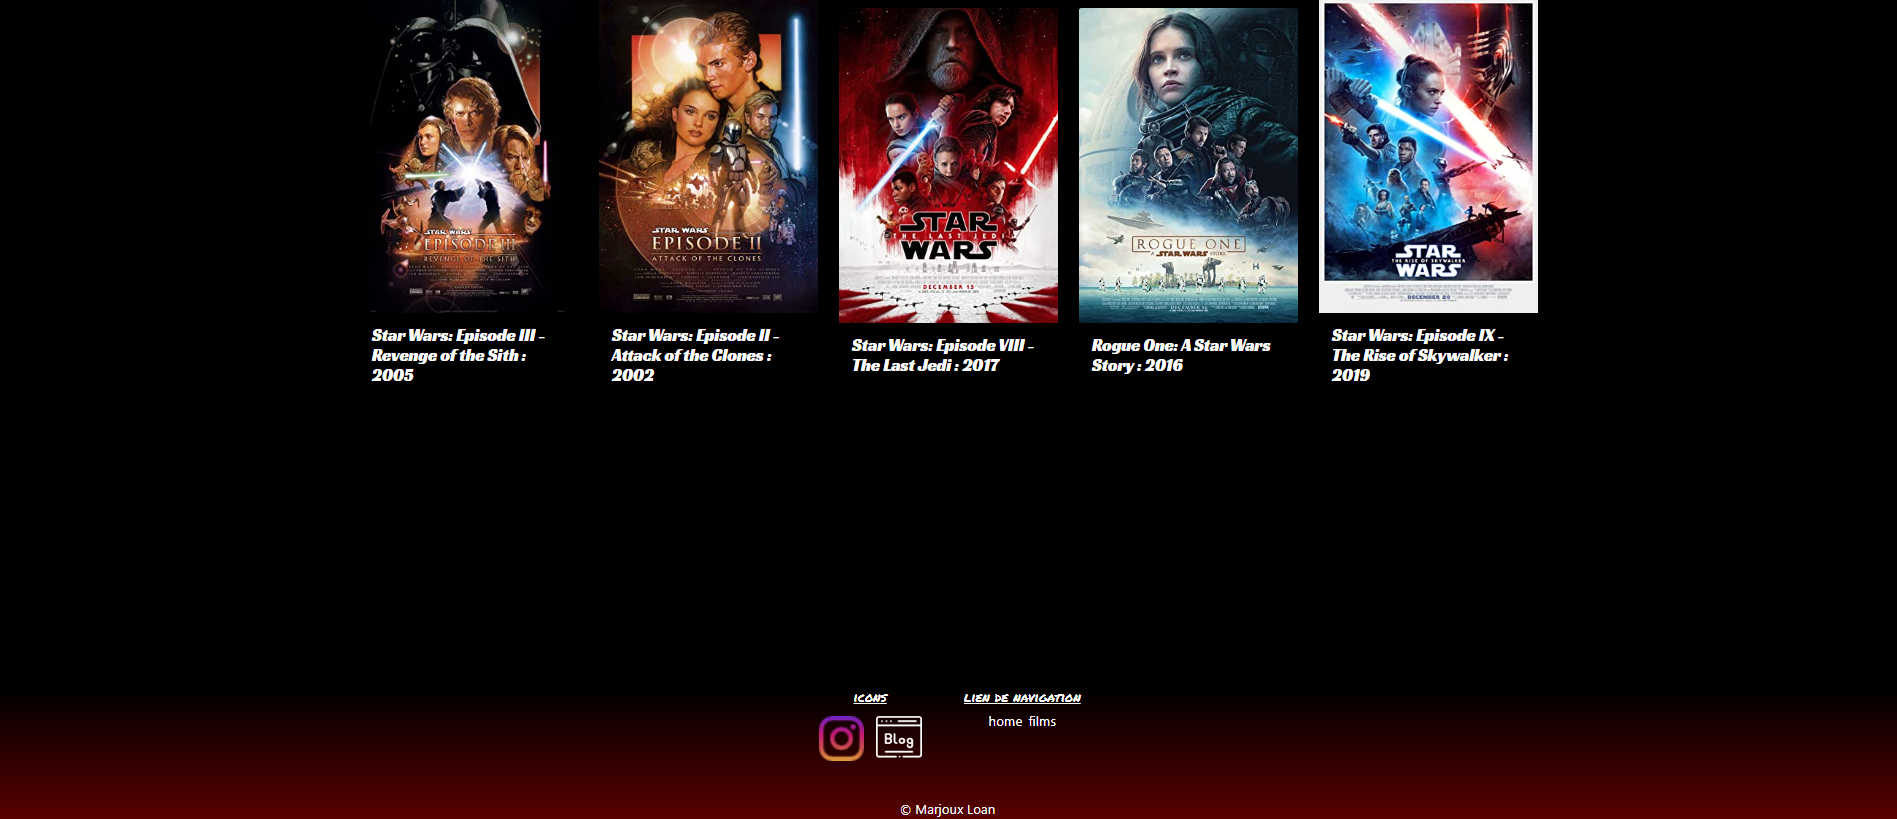 STAR WARS
EPISODE III
REVENGE OF THE SITH
STAR WARS
EPISODE II
ATTACK OF THE CLONES
STAR
THE LAST JEDI
WARS
DECEMBER 15
ROGUE ONE
A STAR WARS STORY
STAR
THE RISE OF SKYWALKER
WARS
DECEMBER 20
Star Wars: Episode III -
Revenge of the Sith :
2005
Star Wars: Episode II -
Attack of the Clones :
2002
Star Wars: Episode VIII -
The Last Jedi : 2017
Rogue One: A Star Wars
Story : 2016
Star Wars: Episode IX -
The Rise of Skywalker :
2019
icons
Blog
Lien de navigation
home films
© Marjoux Loan